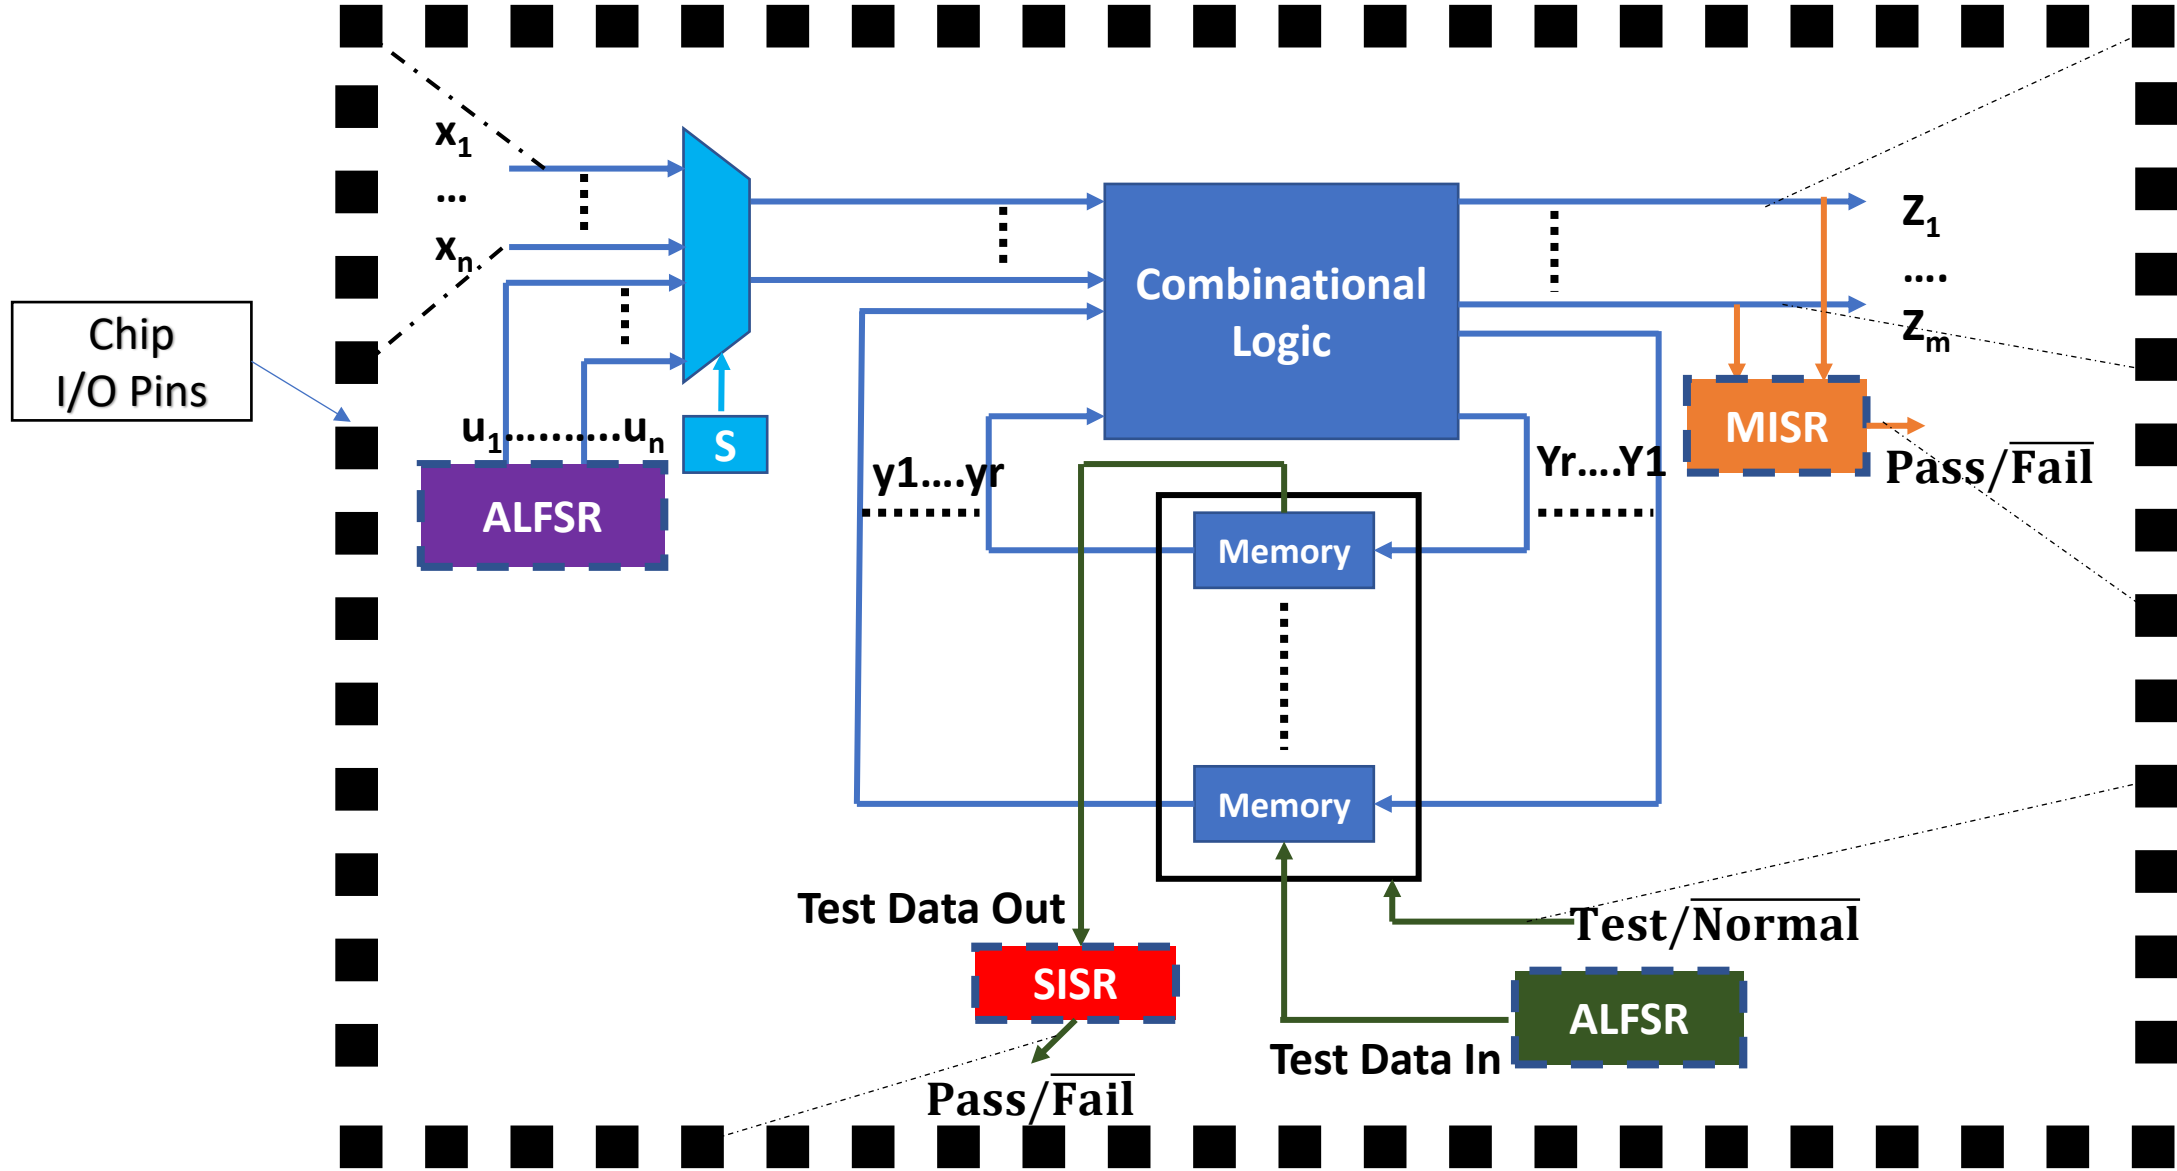 x1
...
xn
Chip
I/O Pins
u1..........un
S
ALFSR
Combinational
Logic
Z1
....
Zm
MISR
Pass/Fail
y1....yr
Yr....Y1
Memory
Memory
Test Data Out
Test/Normal
SISR
ALFSR
Test Data In
Pass/Fail